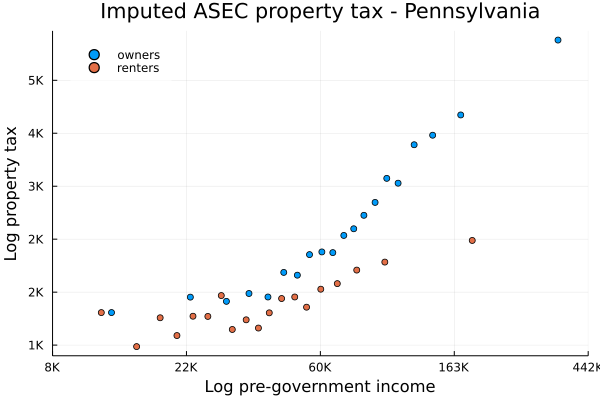 Imputed ASEC property tax - Pennsylvania
owners
renters
Log property tax
5K
4K
3K
2K
2K
1K
8K
22K
60K
163K
442K
Log pre-government income